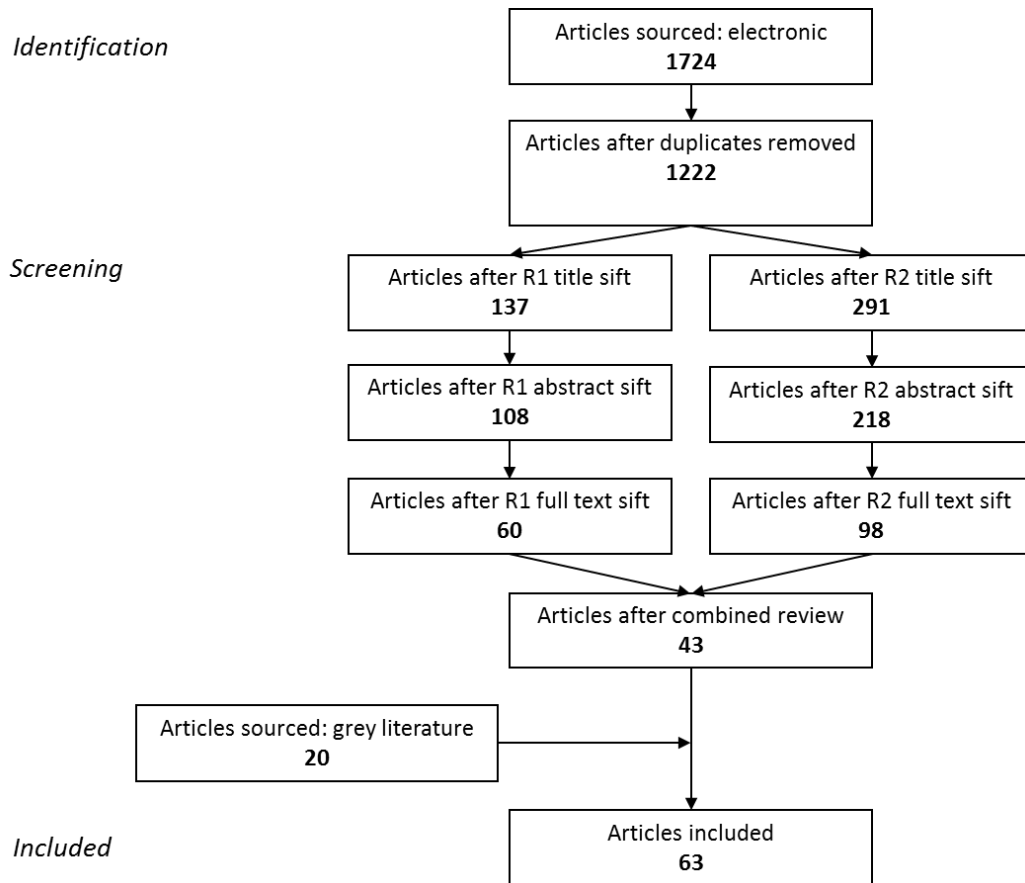 Identification
Articles sourced: electronic
1724
Articles after duplicates removed
1222
Screening
Articles after R1 title sift
137
Articles after R2 title sift
291
Articles after R1 abstract sift
108
Articles after R2 abstract sift
218
Articles after R1 full text sift
60
Articles after R2 full text sift
98
Articles after combined review
43
Articles sourced: grey literature
20
Included
Articles included
63